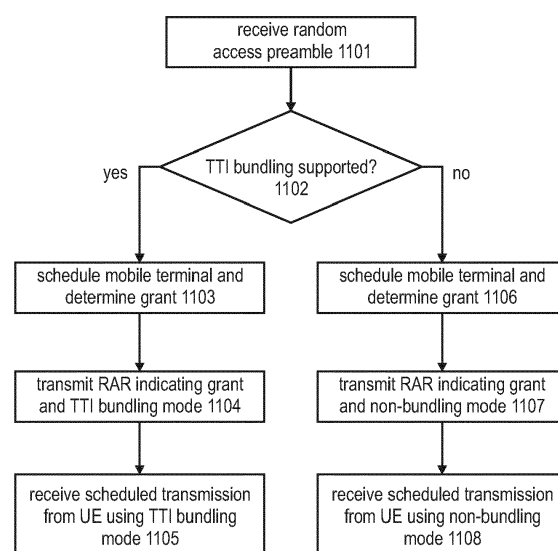 receive random
access preamble 1101
TTI bundling supported?
1102
yes
no
schedule mobile terminal and
determine grant 1103
schedule mobile terminal and
determine grant 1106
transmit RAR indicating grant
and TTI bundling mode 1104
transmit RAR indicating grant
and non-bundling mode 1107
receive scheduled transmission
from UE using TTI bundling
mode 1105
receive scheduled transmission
from UE using non-bundling
mode 1108